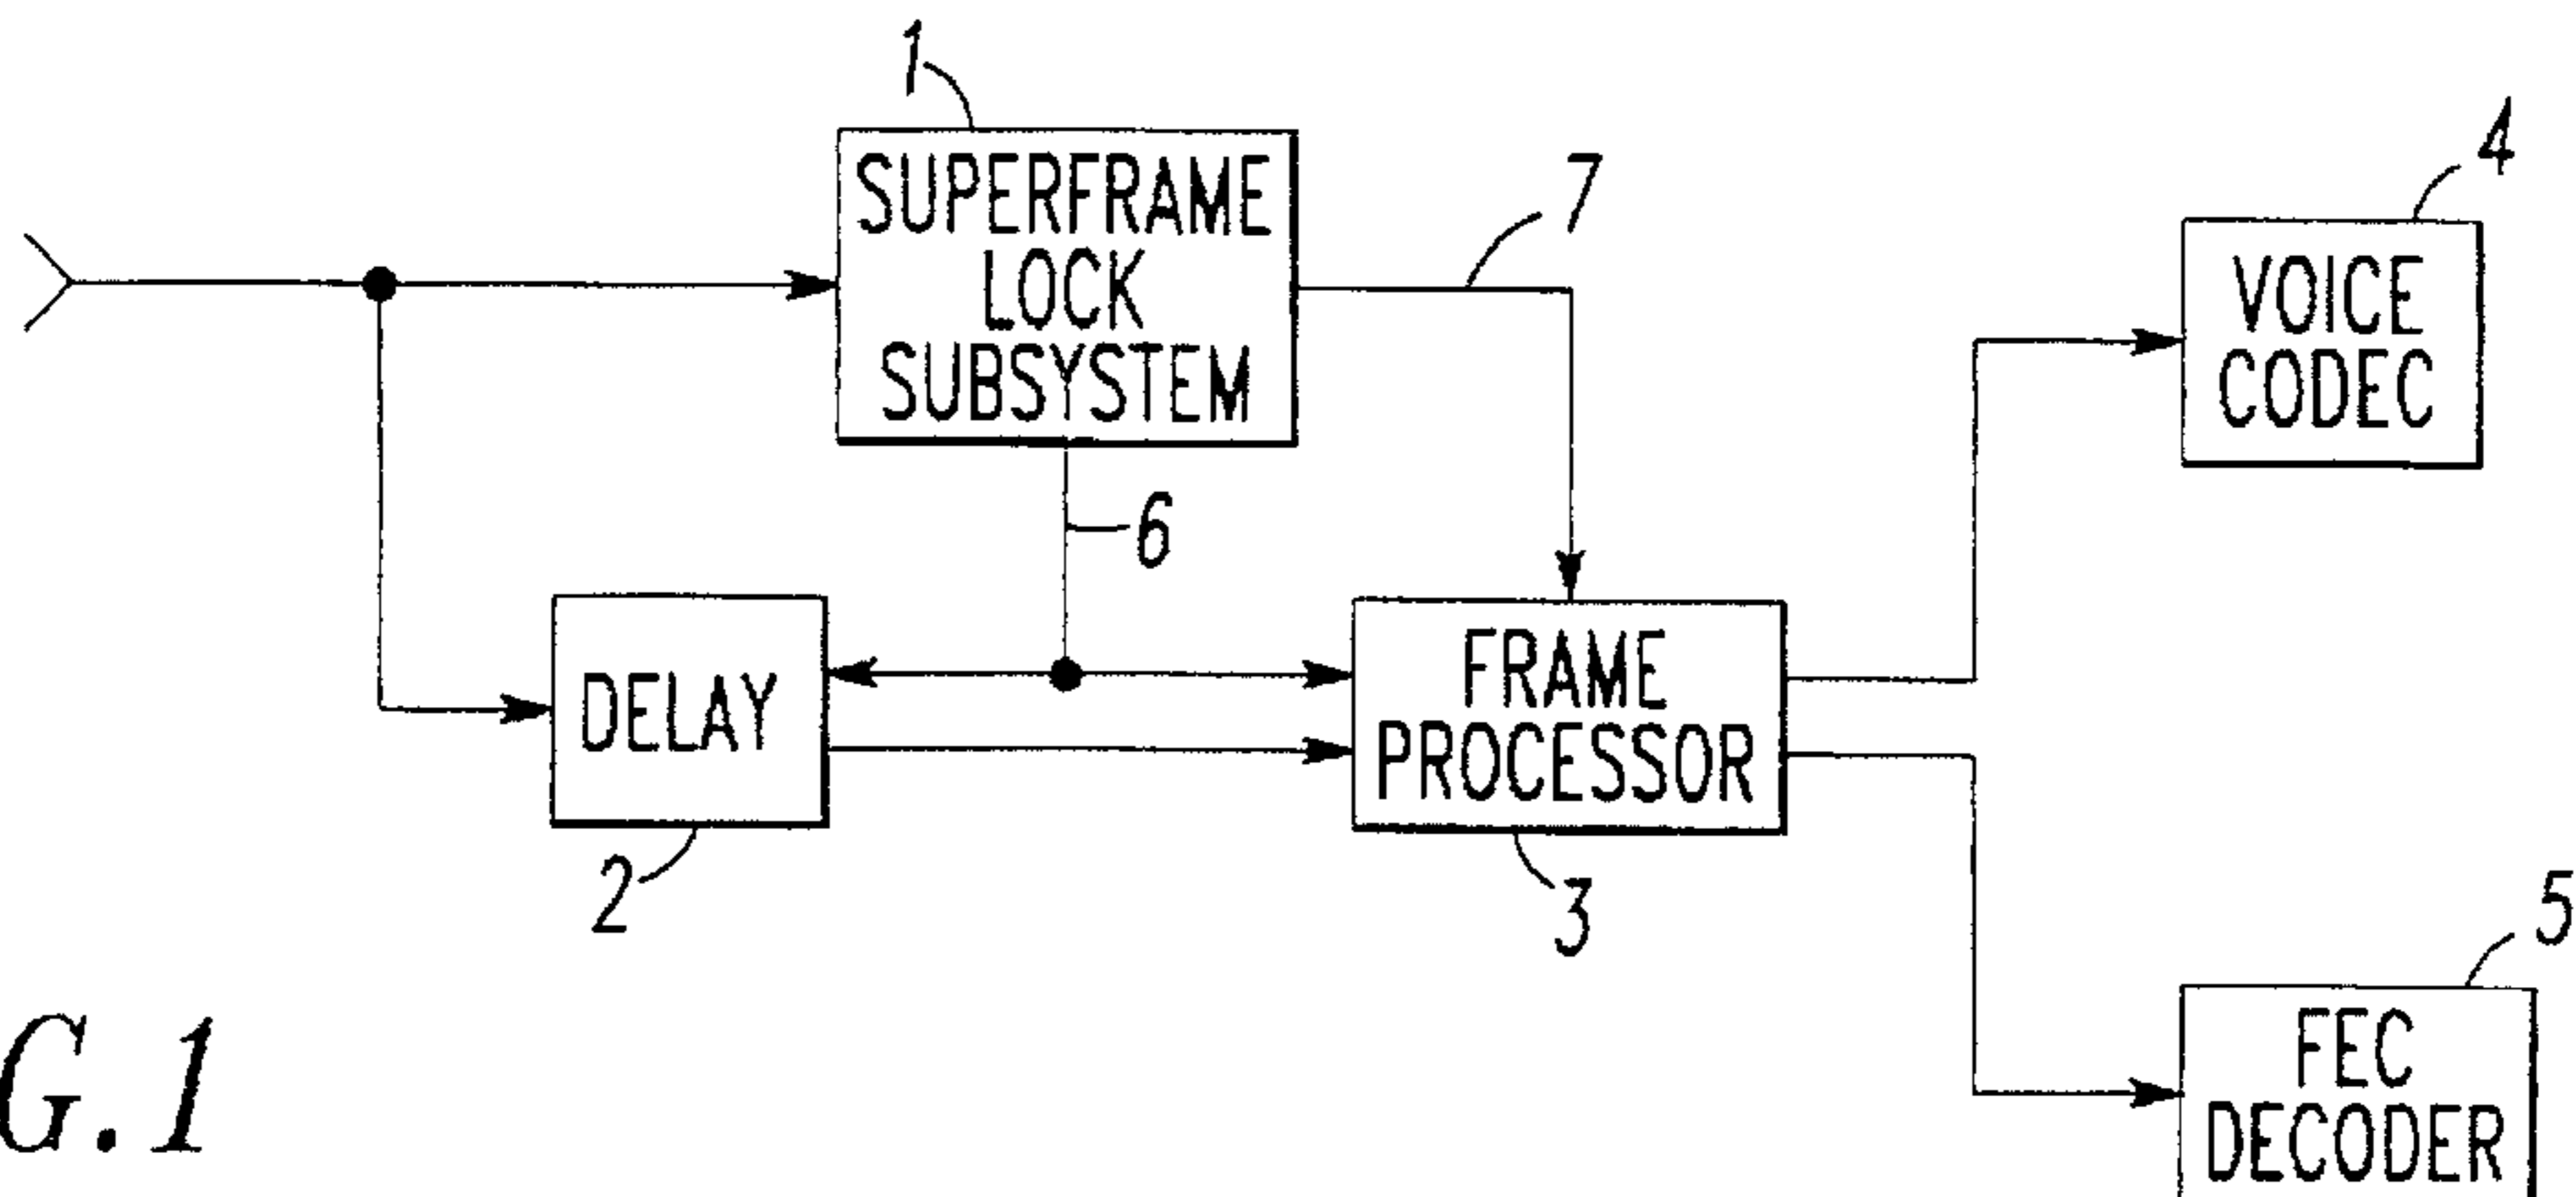 1
SUPERFRAME
LOCK
SUBSYSTEM
7
4
VOICE
CODEC
6
DELAY
FRAME
PROCESSOR
2
3
5
FEC
DECODER
G.1